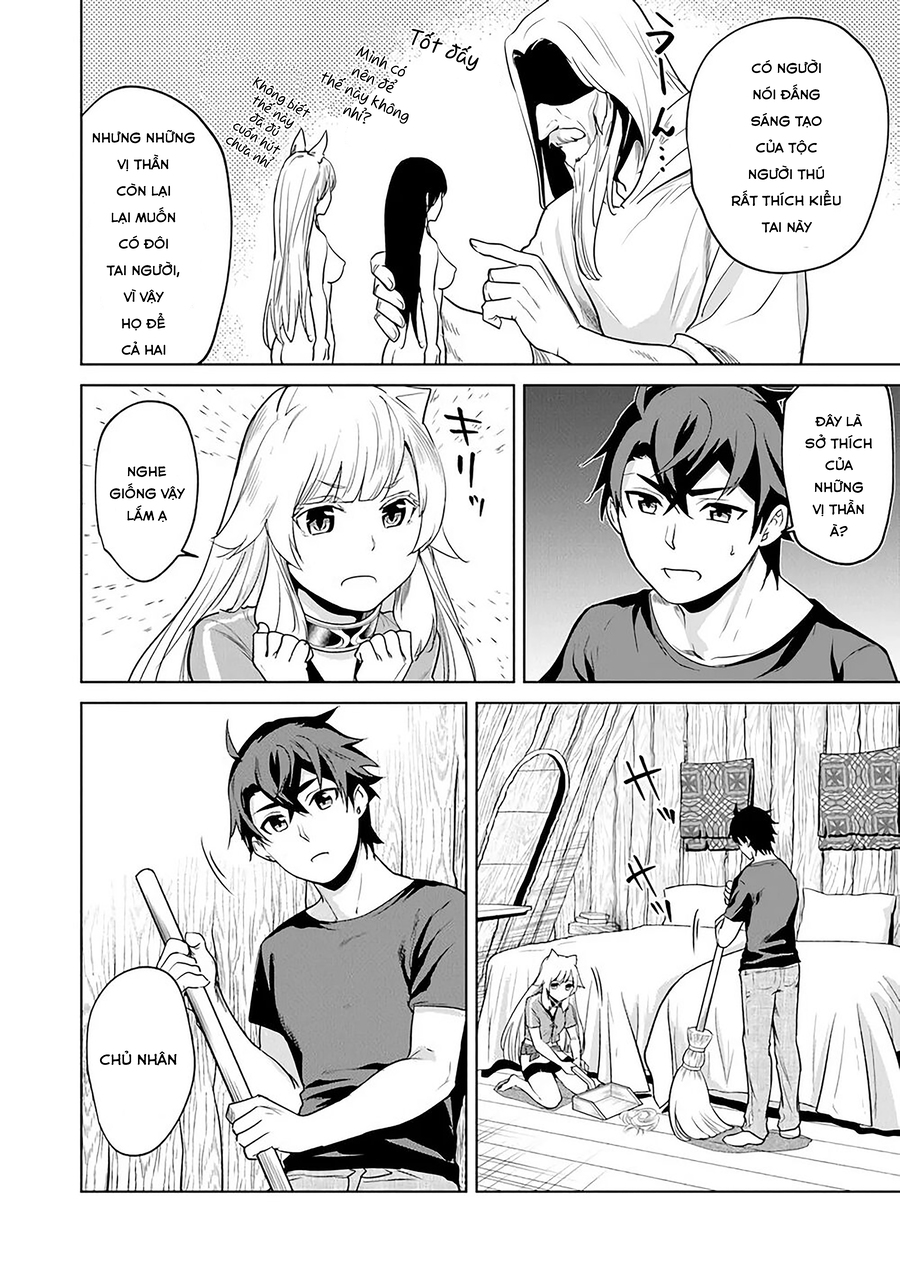 CÓ NGƯỜI
NÓI ĐẤNG
SÁNG TẠO
CỦA TỘC
NGƯỜI THÚ
RẤT THÍCH KIỂU
TAI NÀY
うーん
Tốt đấy
Mình có
nên để
thế này không
nhỉ?
Không biết
thế này
đã đủ
cuốn hút
chưa nhỉ
NHƯNG NHỮNG
VỊ THẦN
CÒN LẠI
LẠI MUỐN
CÓ ĐÔI
TAI NGƯỜI,
VÌ VẬY
HỌ ĐỂ
CẢ HAI
ĐÂY LÀ
SỞ THÍCH
CỦA
NHỮNG
VỊ THẦN
À?
NGHE
GIỐNG VẬY
LẮM Ạ
CHỦ NHÂN